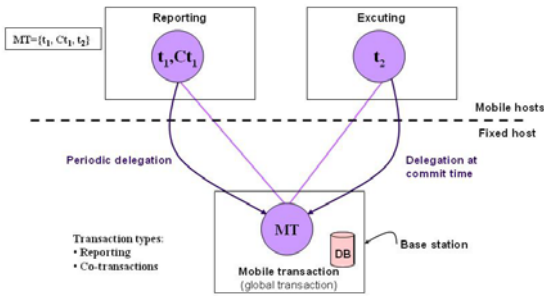 Reporting
Excuting
MT={t1, Ct1, t2}
t1,Ct1
t2
Mobile hosts
Fixed host
Periodic delegation
Delegation at
commit time
MT
DB
Base station
Transaction types:
• Reporting
• Co-transactions
Mobile transaction
(global transaction)